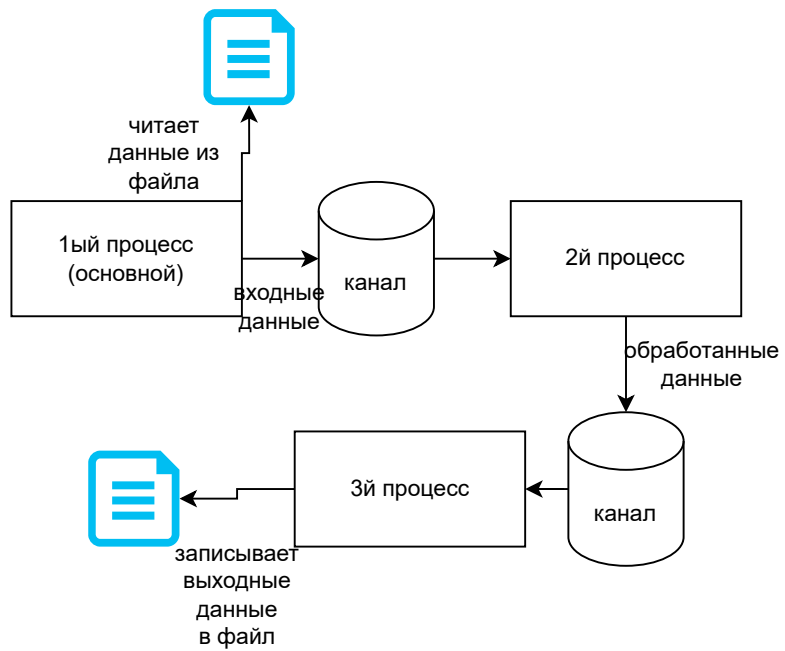 читает
данные из
файла
1ый процесс
(основной)
входные
данные
канал
2й процесс
обработанные
данные
канал
3й процесс
записывает
выходные
данные
в файл